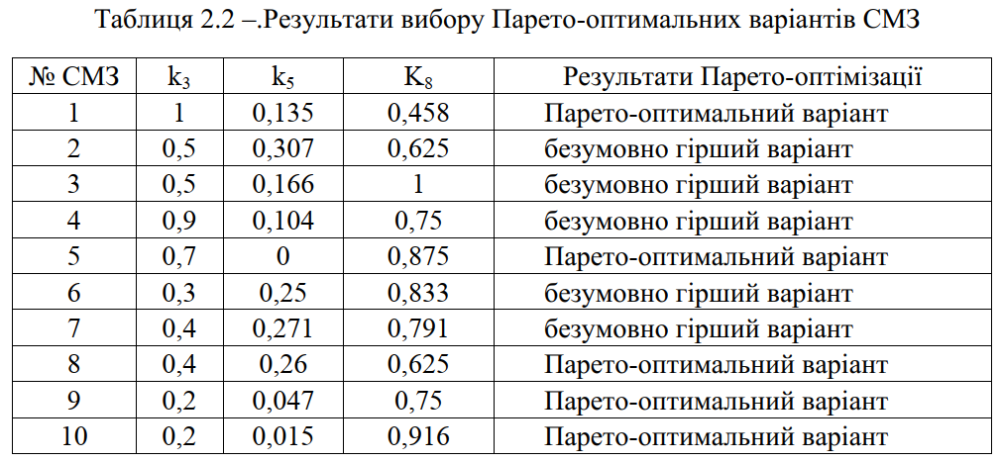 Таблиця 2.2 –.Результати вибору Парето-оптимальних варіантів СМЗ
№ СМЗ k3 k5 K8 Результати Парето-оптімізації
1 1 0,135 0,458 Парето-оптимальний варіант
2 0,5 0,307 0,625 безумовно гірший варіант
3 0,5 0,166 1 безумовно гірший варіант
4 0,9 0,104 0,75 безумовно гірший варіант
5 0,7 0 0,875 Парето-оптимальний варіант
6 0,3 0,25 0,833 безумовно гірший варіант
7 0,4 0,271 0,791 безумовно гірший варіант
8 0,4 0,26 0,625 Парето-оптимальний варіант
9 0,2 0,047 0,75 Парето-оптимальний варіант
10 0,2 0,015 0,916 Парето-оптимальний варіант